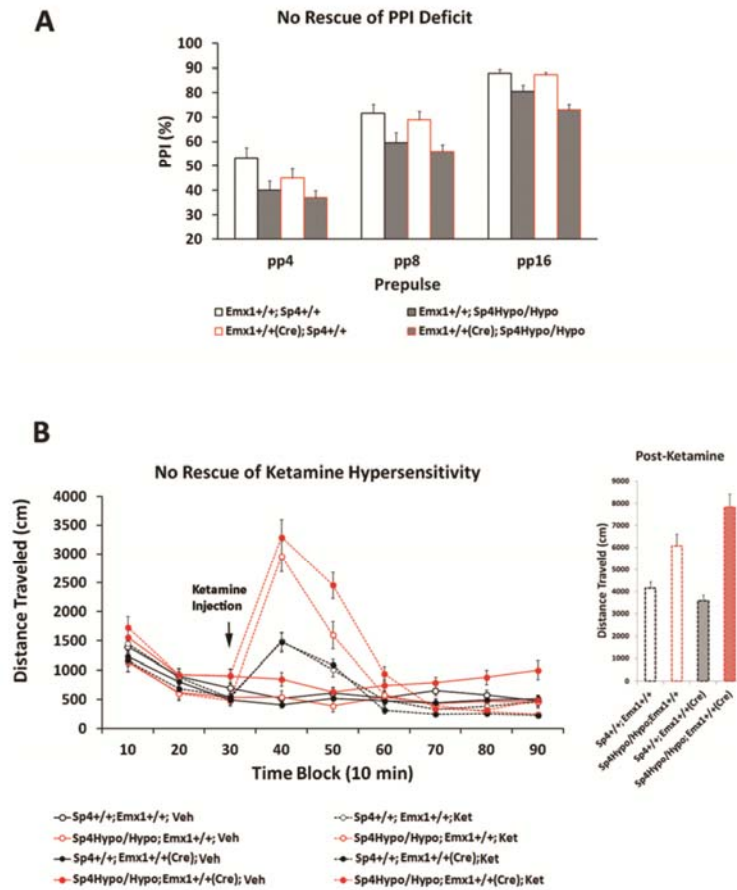 A
No Rescue of PPI Deficit
100
90
80
70
60
50
40
30
20
PPI (%)
pp4 pp8 pp16
Prepulse
Emx1+/+; Sp4+/+ Emx1+/+; Sp4Hypo/Hypo
Emx1+/+(Cre); Sp4+/+ Emx1+/+(Cre); Sp4Hypo/Hypo
B
No Rescue of Ketamine Hypersensitivity
4000
3500
3000
2500
2000
1500
1000
500
0
Distance Traveled (cm)
Ketamine
Injection
10 20 30 40 50 60 70 80 90
Time Block (10 min)
Sp4+/+; Emx1+/+; Veh Sp4+/+; Emx1+/+; Ket
Sp4Hypo/Hypo; Emx1+/+; Veh Sp4Hypo/Hypo; Emx1+/+; Ket
Sp4+/+; Emx1+/+(Cre); Veh Sp4+/+; Emx1+/+(Cre); Ket
Sp4Hypo/Hypo; Emx1+/+(Cre); Veh Sp4Hypo/Hypo; Emx1+/+(Cre); Ket
Post-Ketamine
9000
8000
7000
6000
5000
4000
3000
2000
1000
0
Distance Traveld (cm)
Sp4+/+; Emx1+/+
Sp4Hypo/Hypo; Emx1+/+
Sp4+/+; Emx1+/+(Cre)
Sp4Hypo/Hypo; Emx1+/+(Cre)